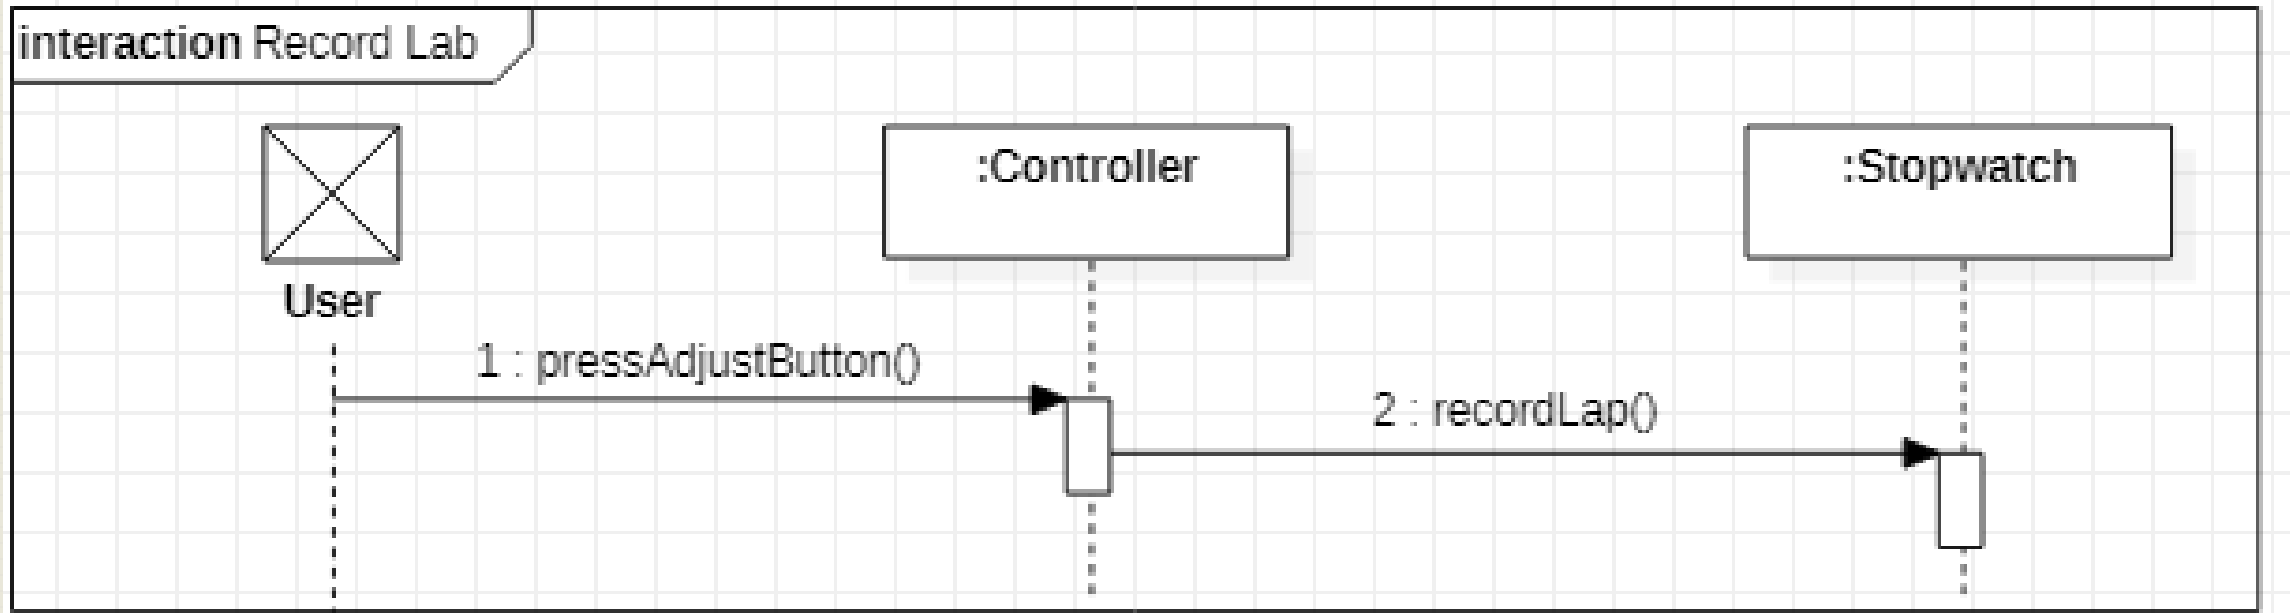 interaction Record Lab
:Controller
:Stopwatch
User
1 : pressAdjustButton()
2 : recordLap()